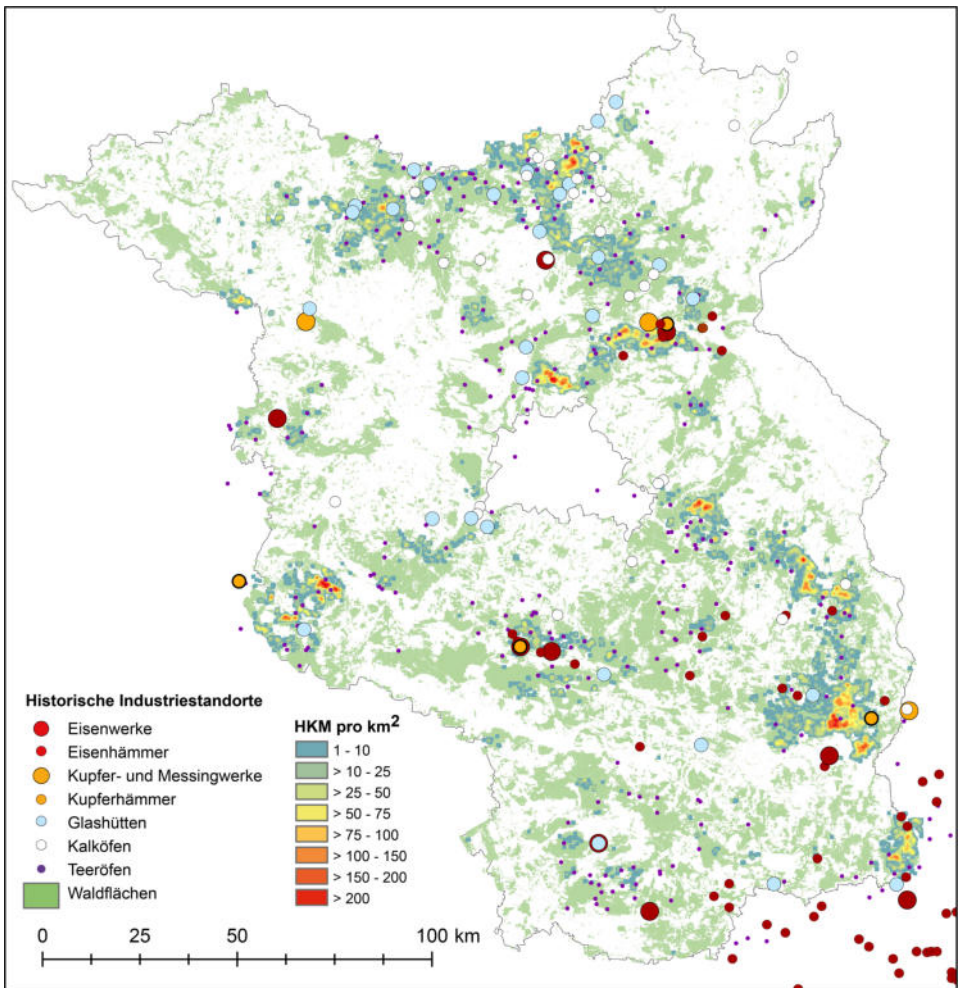 Historische Industriestandorte
Eisenwerke
Eisenhämmer
Kupfer- und Messingwerke
Kupferhämmer
Glashütten
Kalköfen
Teeröfen
Waldflächen
HKM pro km²
1 - 10
> 10 - 25
> 25 - 50
> 50 - 75
> 75 - 100
> 100 - 150
> 150 - 200
> 200
0 50 100 km